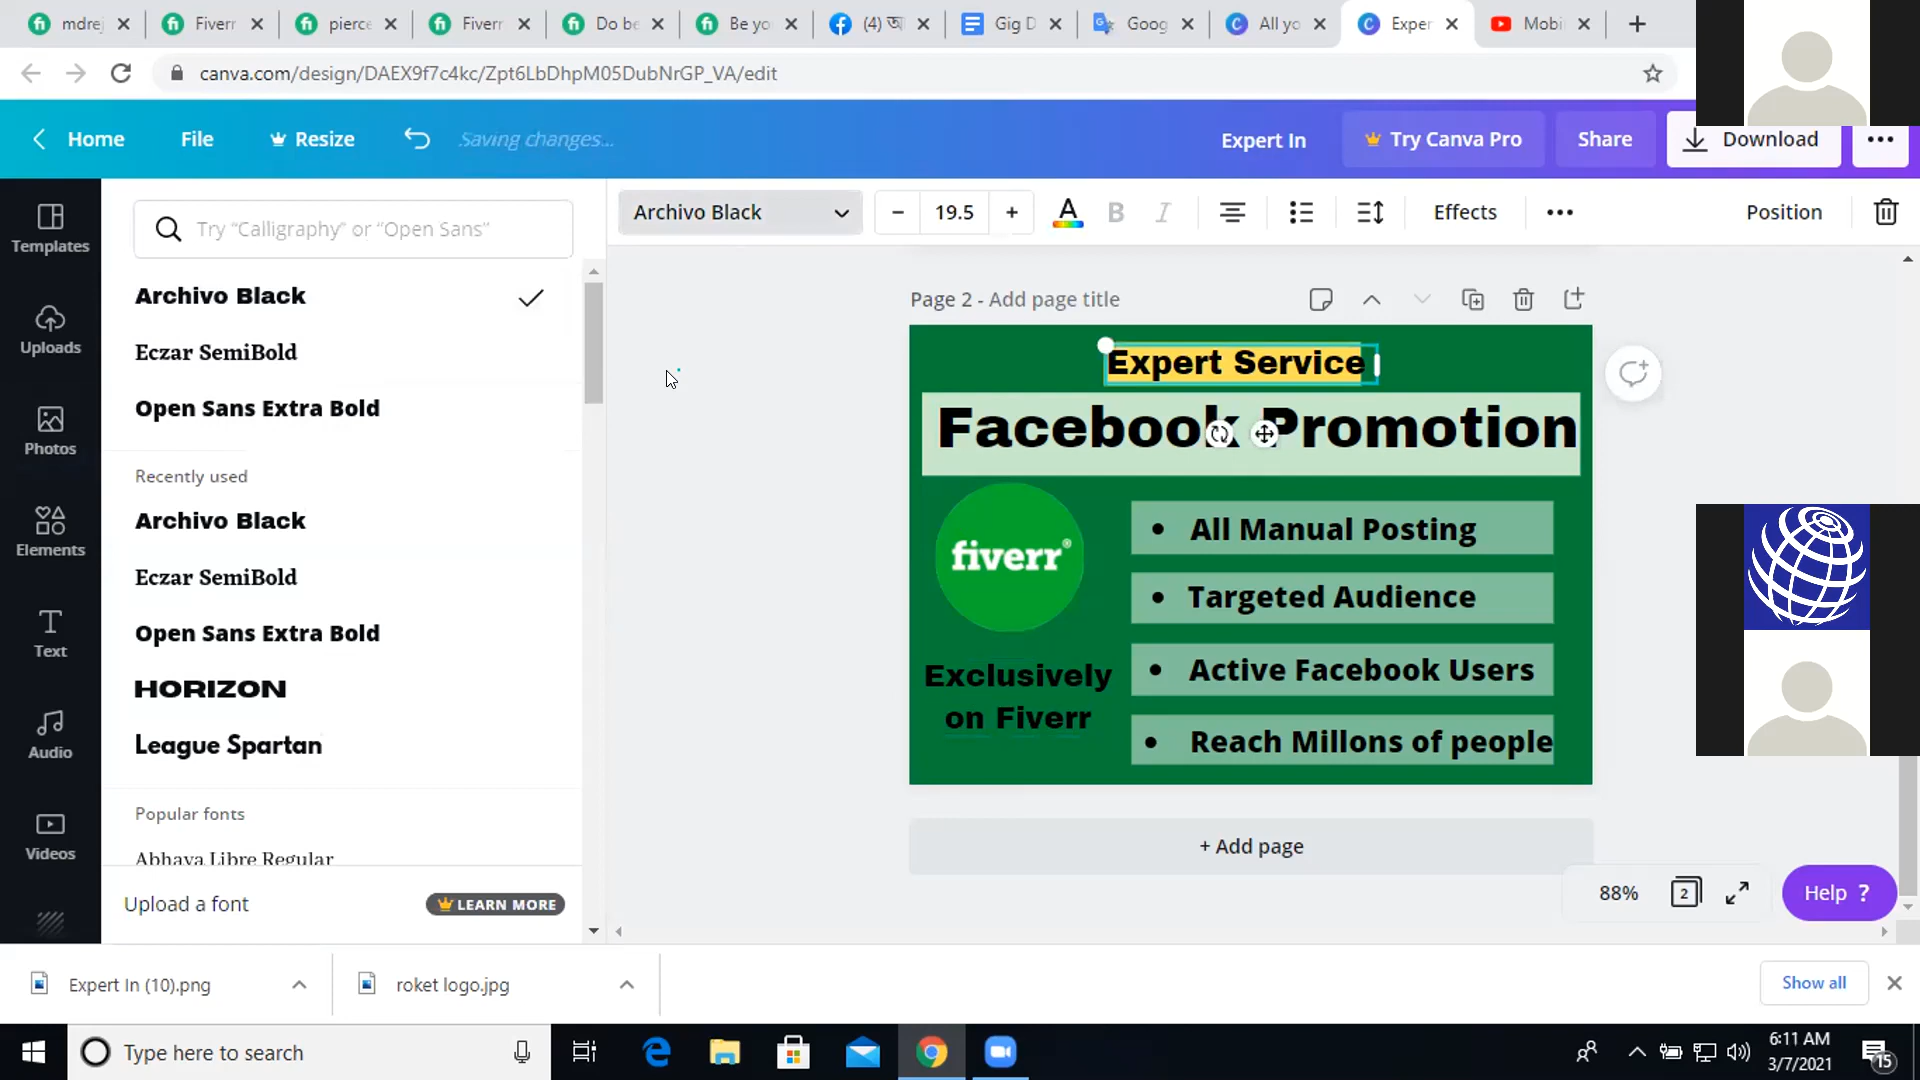 mdrej
Fiverr
pierce
Fiverr
Do be
Be yo
(4) অ
Gig D
Goog
All yo
Exper
Mobi
canva.com/design/DAEX9f7c4kc/Zpt6LbDhpM05DubNrGP_VA/edit
Home
File
Resize
Saving changes...
Expert In
Try Canva Pro
Share
Download
Templates
Uploads
Photos
Elements
Text
Audio
Videos
Try “Calligraphy” or “Open Sans”
Archivo Black
Eczar SemiBold
Open Sans Extra Bold
Recently used
Archivo Black
Eczar SemiBold
Open Sans Extra Bold
HORIZON
League Spartan
Popular fonts
Abhaya Libre Regular
Upload a font
LEARN MORE
Archivo Black
19.5
A
B
I
Effects
Position
Page 2 - Add page title
Expert Service
Facebook Promotion
fiverr®
Exclusively
on Fiverr
• All Manual Posting
• Targeted Audience
• Active Facebook Users
• Reach Millons of people
+ Add page
88%
2
Help ?
Expert In (10).png
roket logo.jpg
Show all
Type here to search
6:11 AM
3/7/2021
15